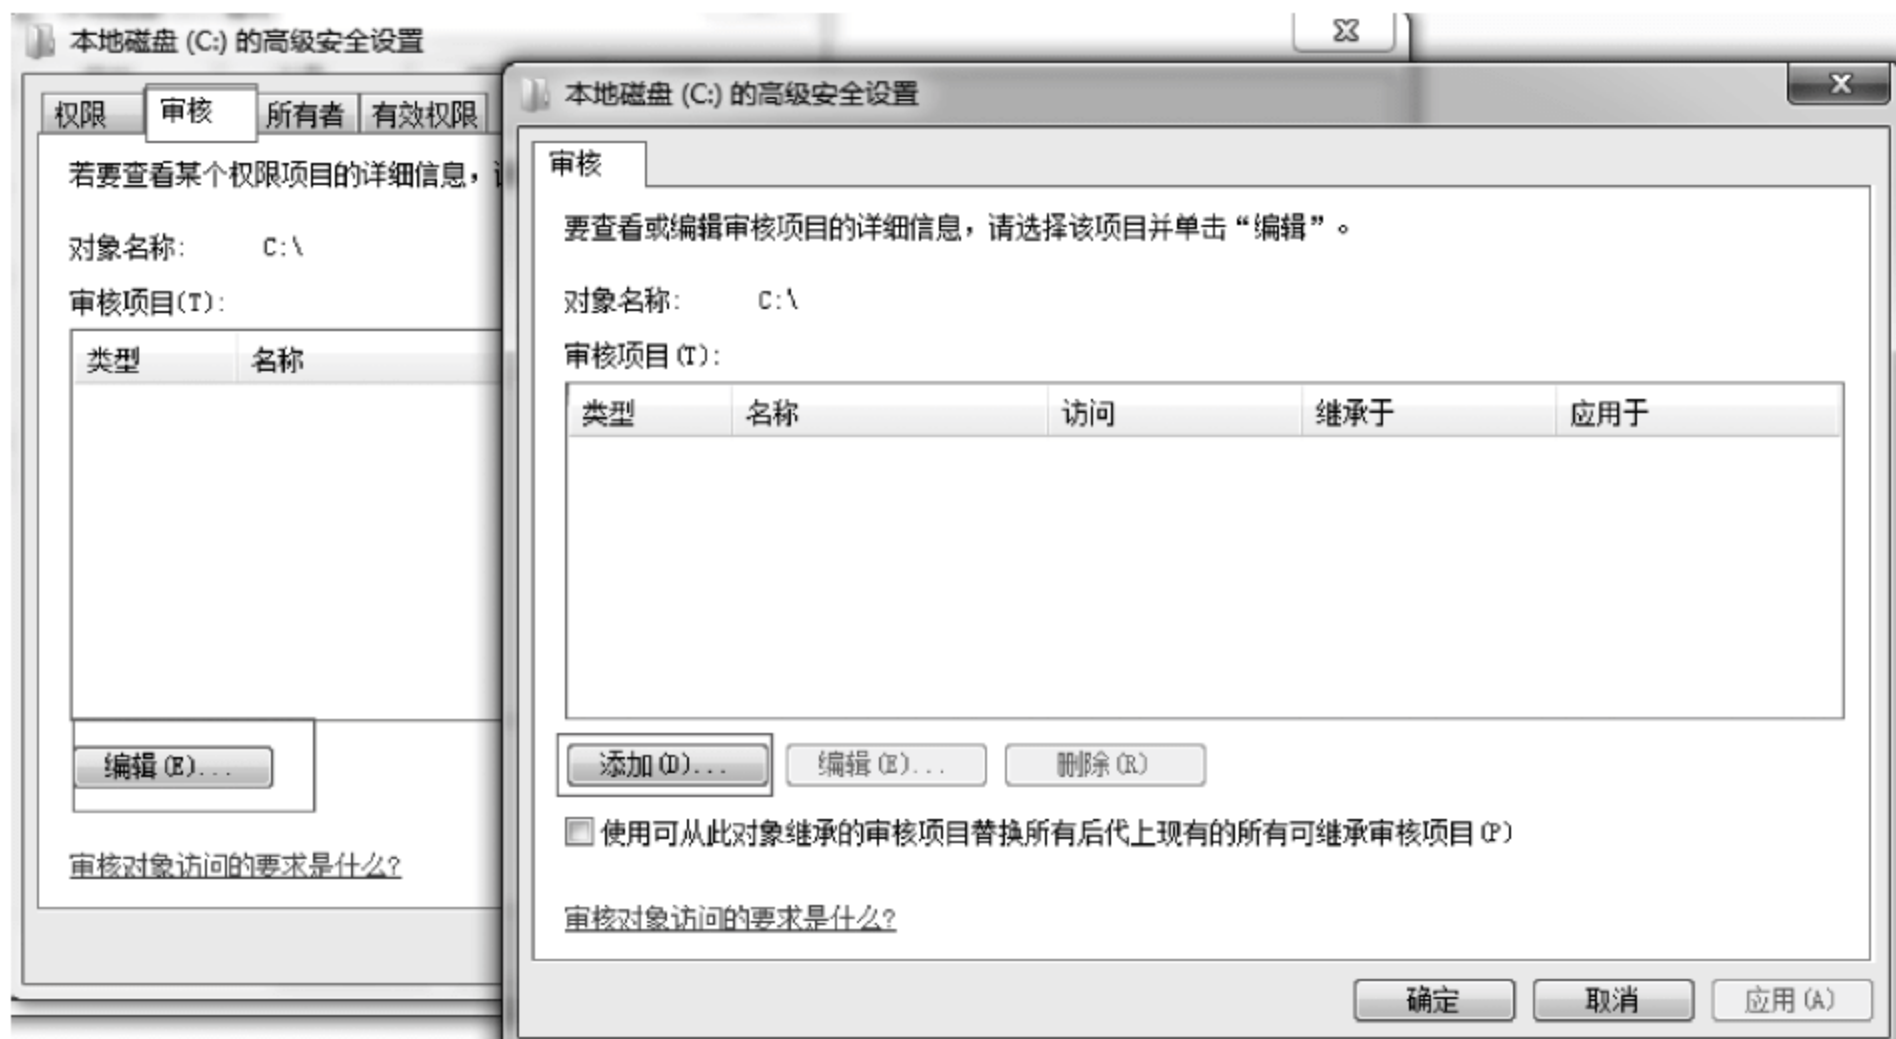 本地磁盘 (C:) 的高级安全设置
权限 审核 所有者 有效权限
若要查看某个权限项目的详细信息，
对象名称: C:\
审核项目(T):
类型 名称
编辑(E)...
审核对象访问的要求是什么?
本地磁盘 (C:) 的高级安全设置
审核
要查看或编辑审核项目的详细信息，请选择该项目并单击“编辑”。
对象名称: C:\
审核项目(T):
类型 名称 访问 继承于 应用于
添加(D)... 编辑(E)... 删除(R)
使用可从此对象继承的审核项目替换所有后代上现有的所有可继承审核项目(P)
审核对象访问的要求是什么?
确定 取消 应用(A)